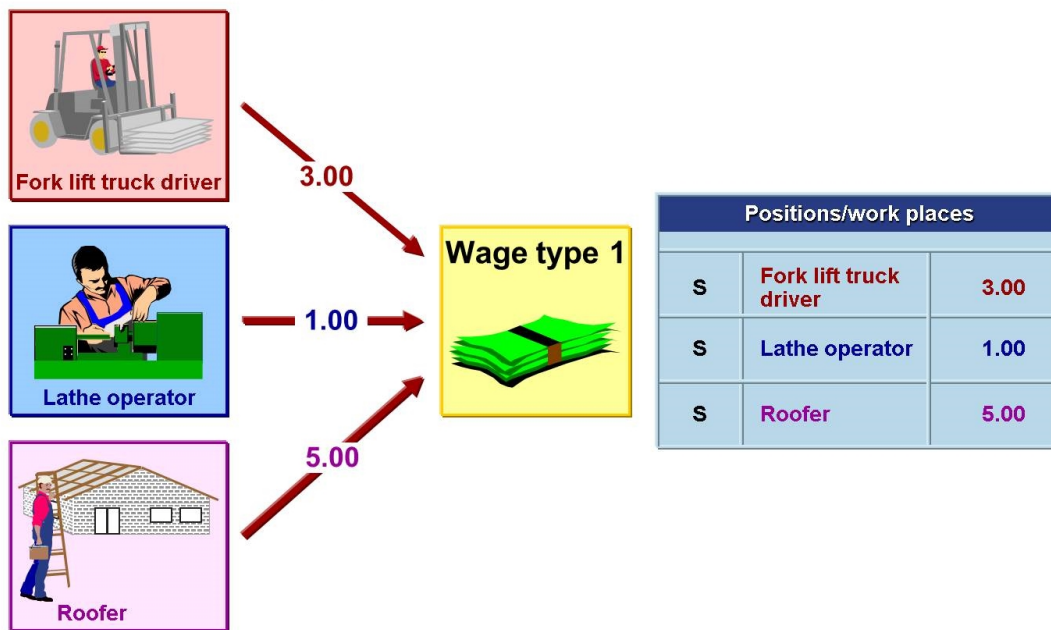 Fork lift truck driver
3.00
Lathe operator
1.00
Roofer
5.00
Wage type 1
Positions/work places
S Fork lift truck driver 3.00
S Lathe operator 1.00
S Roofer 5.00